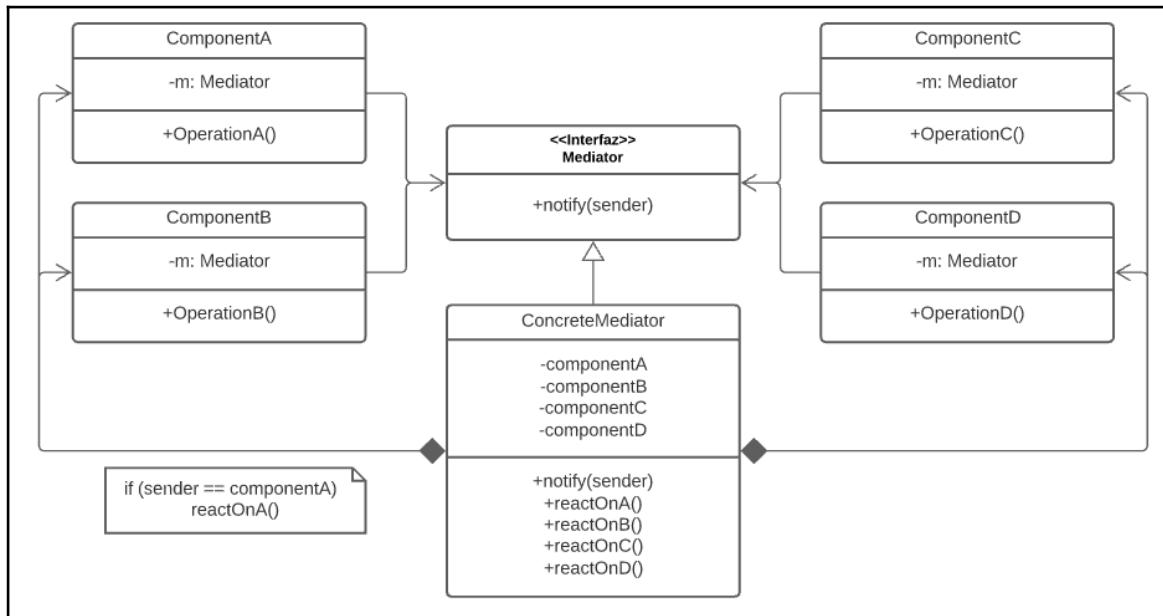 ComponentA
-m: Mediator
+OperationA()
ComponentB
-m: Mediator
+OperationB()
<<Interfaz>>
Mediator
+notify(sender)
ComponentC
-m: Mediator
+OperationC()
ComponentD
-m: Mediator
+OperationD()
ConcreteMediator
-componentA
-componentB
-componentC
-componentD
+notify(sender)
+reactOnA()
+reactOnB()
+reactOnC()
+reactOnD()
if (sender == componentA)
reactOnA()